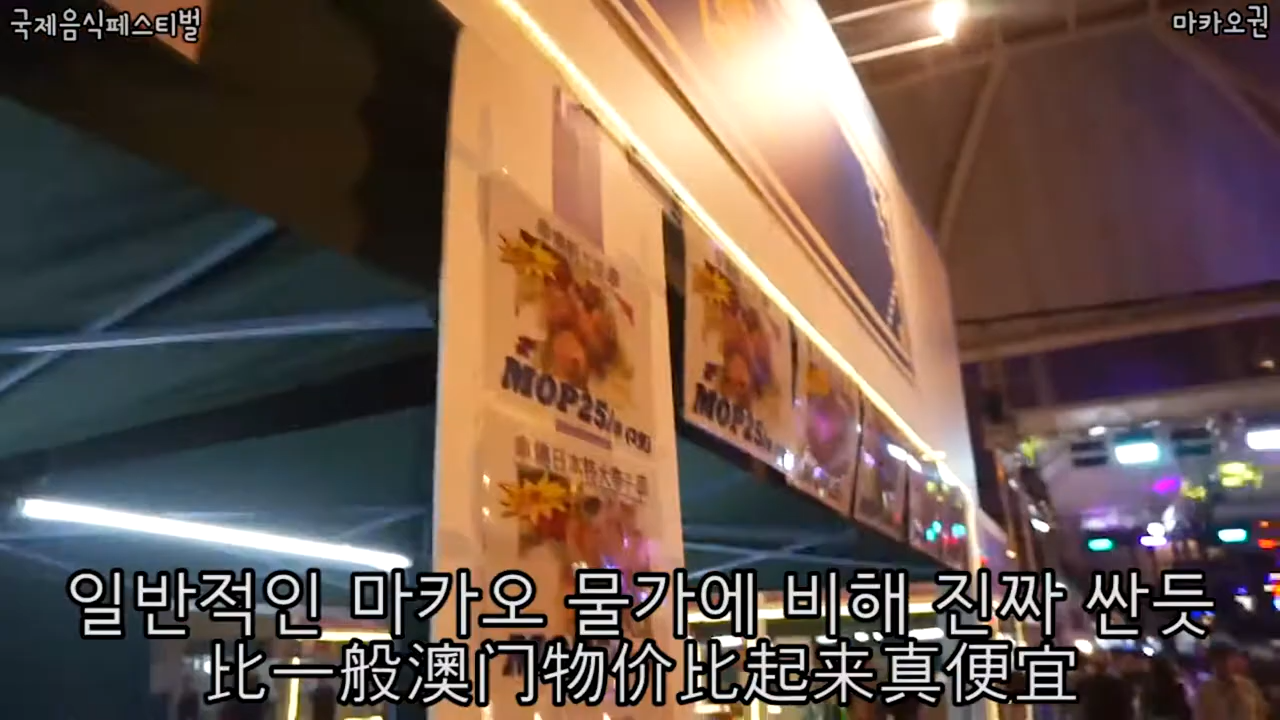 국제음식페스티벌
마카오권
MOP25/
MOP25
일반적인 마카오 물가에 비해 진짜 싼듯
比一般澳门物价比起来真便宜